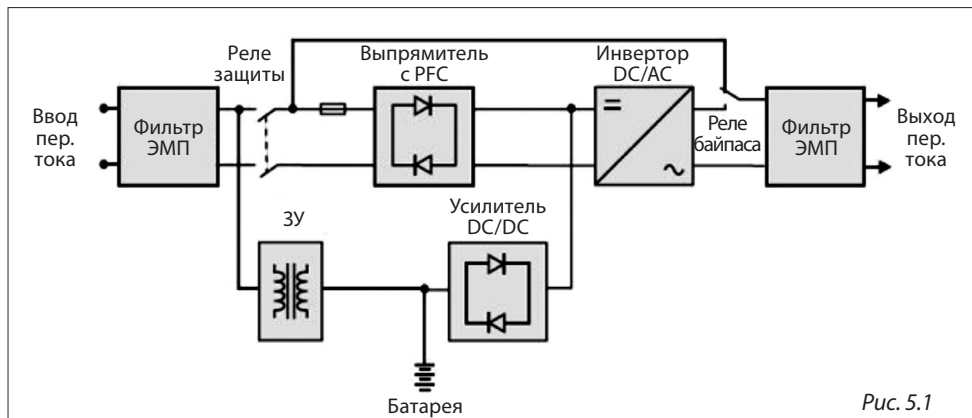 Реле
защиты
Выпрямитель
с PFC
Инвертор
DC/AC
Ввод
пер.
тока
Фильтр
ЭМП
Реле
байпаса
Фильтр
ЭМП
Выход
пер.
тока
ЗУ
Усилитель
DC/DC
Батарея
Рис. 5.1